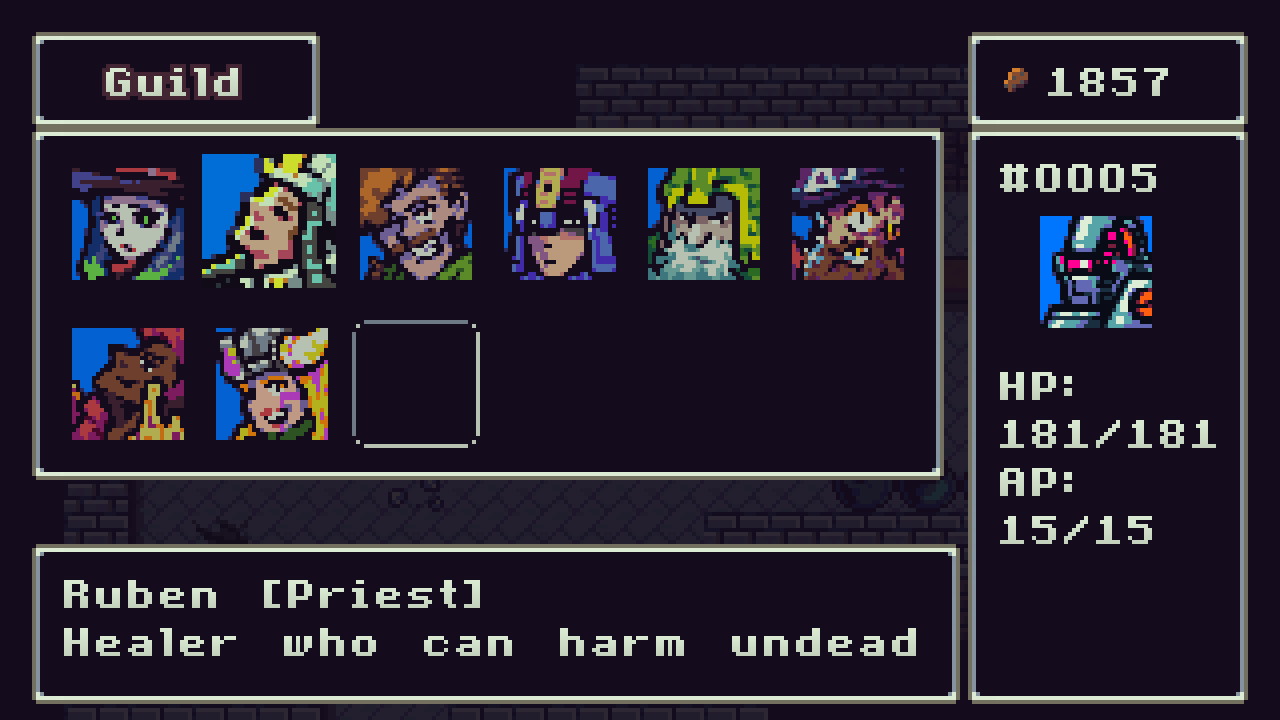 Guild
1857
#0005
HP:
181/181
AP:
15/15
Ruben [Priest]
Healer who can harm undead